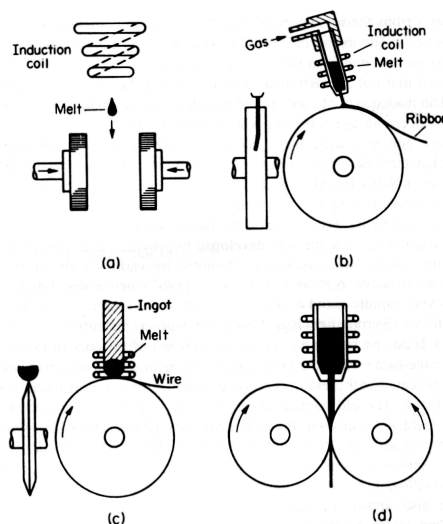 Induction
coil
Melt
(a)
Gas
Induction
coil
Melt
Ribbon
(b)
Ingot
Melt
Wire
(c)
(d)